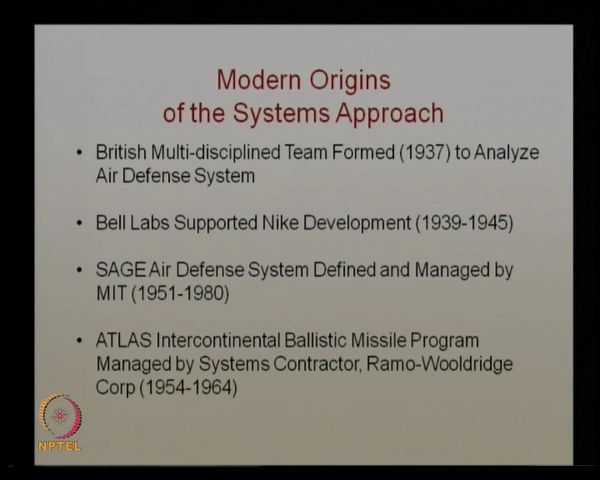 Modern Origins
of the Systems Approach
• British Multi-disciplined Team Formed (1937) to Analyze
Air Defense System
• Bell Labs Supported Nike Development (1939-1945)
• SAGE Air Defense System Defined and Managed by
MIT (1951-1980)
• ATLAS Intercontinental Ballistic Missile Program
Managed by Systems Contractor, Ramo-Wooldridge
Corp (1954-1964)
NPTEL